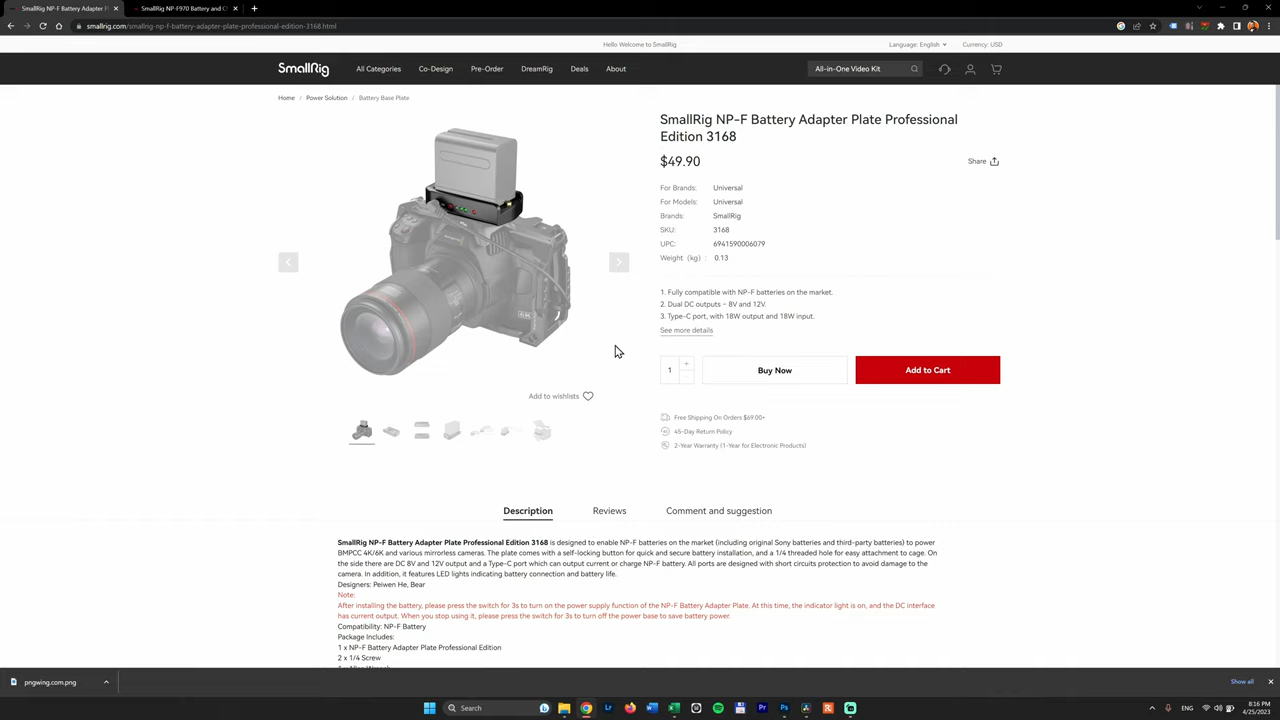 SmallRig NP-F Battery Adapter P
SmallRig NP-F970 Battery and C
smallrig.com/smallrig-np-f-battery-adapter-plate-professional-edition-3168.html
Hello Welcome to SmallRig
Language: English
Currency: USD
SmallRig
All Categories
Co-Design
Pre-Order
DreamRig
Deals
About
All-in-One Video Kit
Home / Power Solution / Battery Base Plate
SmallRig NP-F Battery Adapter Plate Professional
Edition 3168
$49.90
Share
For Brands: Universal
For Models: Universal
Brands: SmallRig
SKU: 3168
UPC: 6941590006079
Weight (kg) : 0.13
1. Fully compatible with NP-F batteries on the market.
2. Dual DC outputs – 8V and 12V.
3. Type-C port, with 18W output and 18W input.
See more details
4K
1
+
Buy Now
Add to Cart
Add to wishlists
Free Shipping On Orders $69.00+
45-Day Return Policy
2-Year Warranty (1-Year for Electronic Products)
Description
Reviews
Comment and suggestion
SmallRig NP-F Battery Adapter Plate Professional Edition 3168 is designed to enable NP-F batteries on the market (including original Sony batteries and third-party batteries) to power
BMPCC 4K/6K and various mirrorless cameras. The plate comes with a self-locking button for quick and secure battery installation, and a 1/4 threaded hole for easy attachment to cage. On
the side there are DC 8V and 12V output and a Type-C port which can output current or charge NP-F battery. All ports are designed with short circuits protection to avoid damage to the
camera. In addition, it features LED lights indicating battery connection and battery life.
Designers: Peiwen He, Bear
Note:
After installing the battery, please press the switch for 3s to turn on the power supply function of the NP-F Battery Adapter Plate. At this time, the indicator light is on, and the DC interface
has current output. When you stop using it, please press the switch for 3s to turn off the power base to save battery power.
Compatibility: NP-F Battery
Package Includes:
1 x NP-F Battery Adapter Plate Professional Edition
2 x 1/4 Screw
pngwing.com.png
Show all
Search
ENG
8:16 PM
4/25/2023